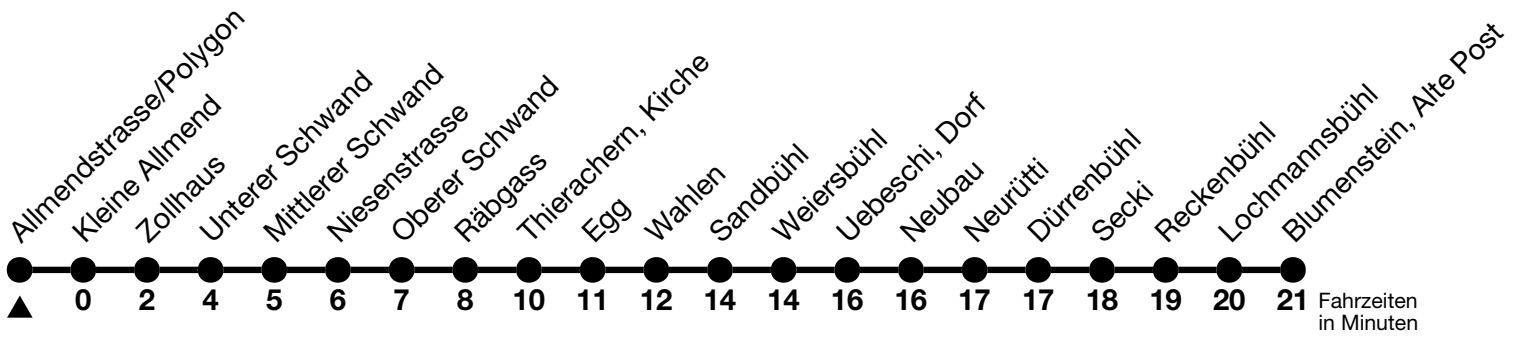 Allmendstrasse/Polygon
Kleine Allmend
Zollhaus
Unterer Schwand
Mittlerer Schwand
Niesenstrasse
Oberer Schwand
Räbgass
Thierachern, Kirche
Egg
Wahlen
Sandbühl
Weiersbühl
Uebeschi, Dorf
Neubau
Neurütti
Dürrenbühl
Secki
Reckenbühl
Lochmannsbühl
Blumenstein, Alte Post
0 2 4 5 6 7 8 10 11 12 14 14 16 16 17 17 18 19 20 21
Fahrzeiten
in Minuten